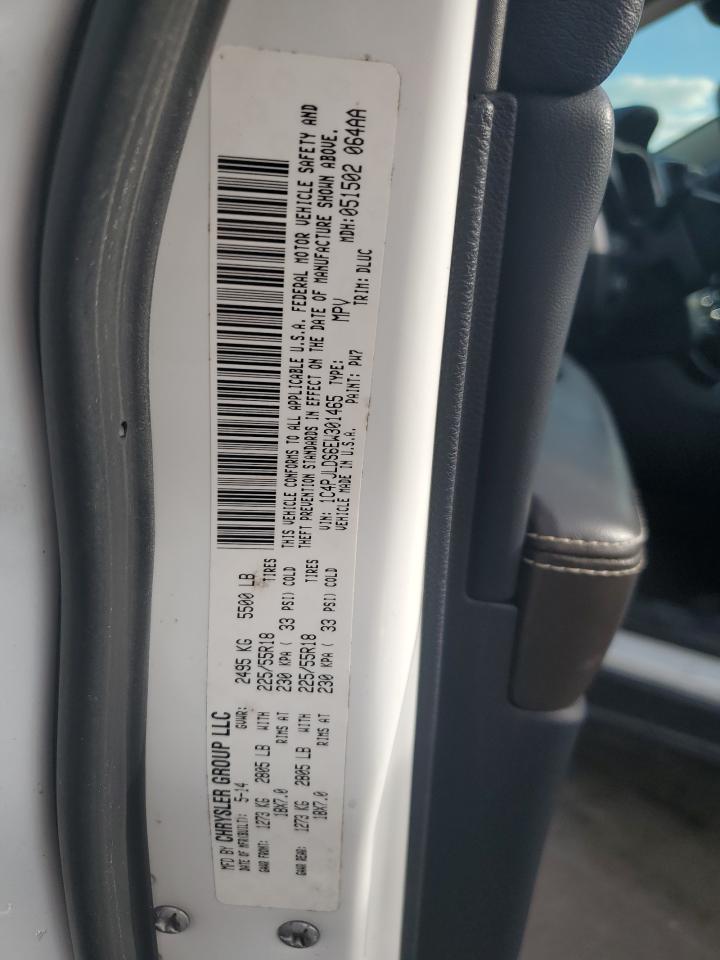 MFD BY CHRYSLER GROUP LLC
DATE OF MFR(BUILT): 5-14 GVWR: 2495 KG 5500 LB
GAWR FRONT: 1273 KG 2805 LB WITH 225/55R18 TIRES
18X7.0 RIMS AT 230 KPA ( 33 PSI) COLD
GAWR REAR: 1273 KG 2805 LB WITH 225/55R18 TIRES
18X7.0 RIMS AT 230 KPA ( 33 PSI) COLD
THIS VEHICLE CONFORMS TO ALL APPLICABLE U.S.A. FEDERAL MOTOR VEHICLE SAFETY AND
THEFT PREVENTION STANDARDS IN EFFECT ON THE DATE OF MANUFACTURE SHOWN ABOVE.
VIN: 1C4PJLDS6EW301465 TYPE: MPV MDH:051502 064AA
VEHICLE MADE IN U.S.A. PAINT: PW7 TRIM: DLUC